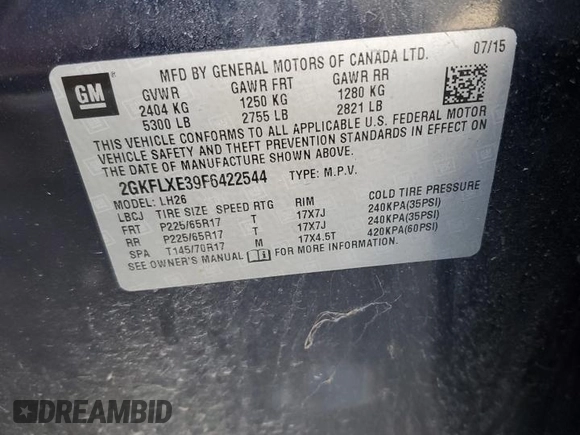 GM
MFD BY GENERAL MOTORS OF CANADA LTD. 07/15
GVWR GAWR FRT GAWR RR
2404 KG 1250 KG 1280 KG
5300 LB 2755 LB 2821 LB
THIS VEHICLE CONFORMS TO ALL APPLICABLE U.S. FEDERAL MOTOR
VEHICLE SAFETY AND THEFT PREVENTION STANDARDS IN EFFECT ON
THE DATE OF MANUFACTURE SHOWN ABOVE.
2GKFLXE39F6422544 TYPE: M.P.V.
MODEL: LH26
LBCJ TIRE SIZE SPEED RTG RIM COLD TIRE PRESSURE
FRT P225/65R17 T 17X7J 240KPA(35PSI)
RR P225/65R17 T 17X7J 240KPA(35PSI)
SPA T145/70R17 M 17X4.5T 420KPA(60PSI)
SEE OWNER'S MANUAL
DREAMBID